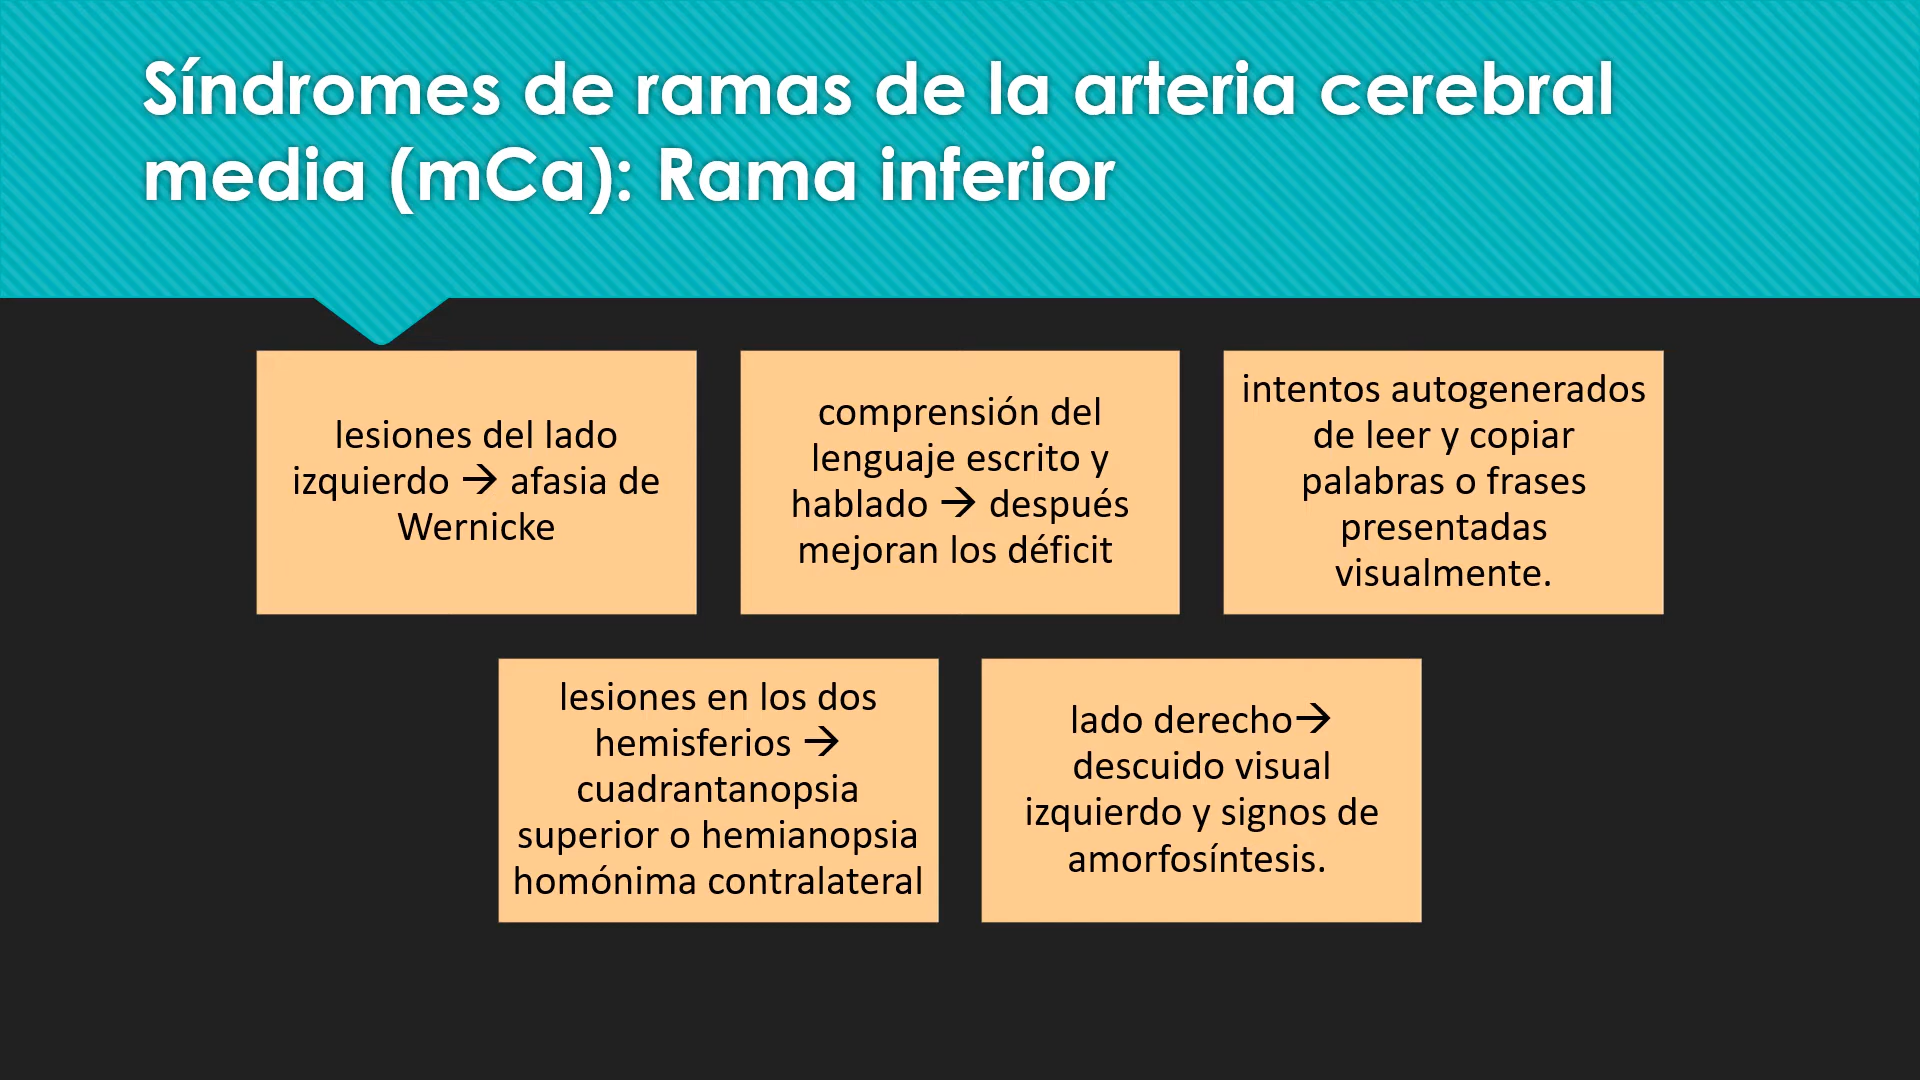 Síndromes de ramas de la arteria cerebral
media (mCa): Rama inferior
lesiones del lado
izquierdo → afasia de
Wernicke
comprensión del
lenguaje escrito y
hablado → después
mejoran los déficit
intentos autogenerados
de leer y copiar
palabras o frases
presentadas
visualmente.
lesiones en los dos
hemisferios →
cuadrantanopsia
superior o hemianopsia
homónima contralateral
lado derecho→
descuido visual
izquierdo y signos de
amorfosíntesis.